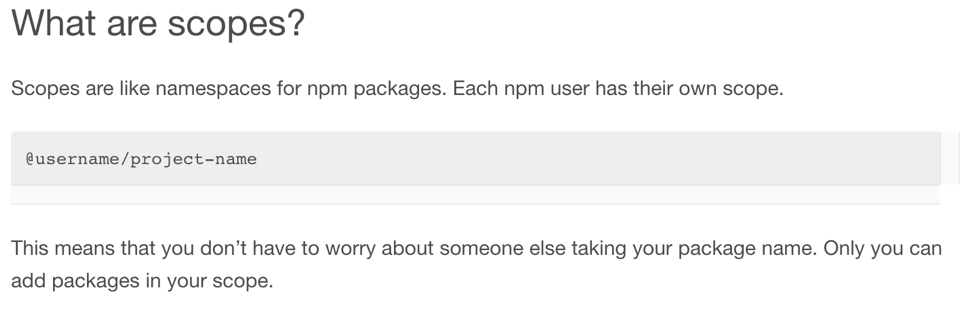 What are scopes?
Scopes are like namespaces for npm packages. Each npm user has their own scope.
@username/project-name
This means that you don’t have to worry about someone else taking your package name. Only you can
add packages in your scope.